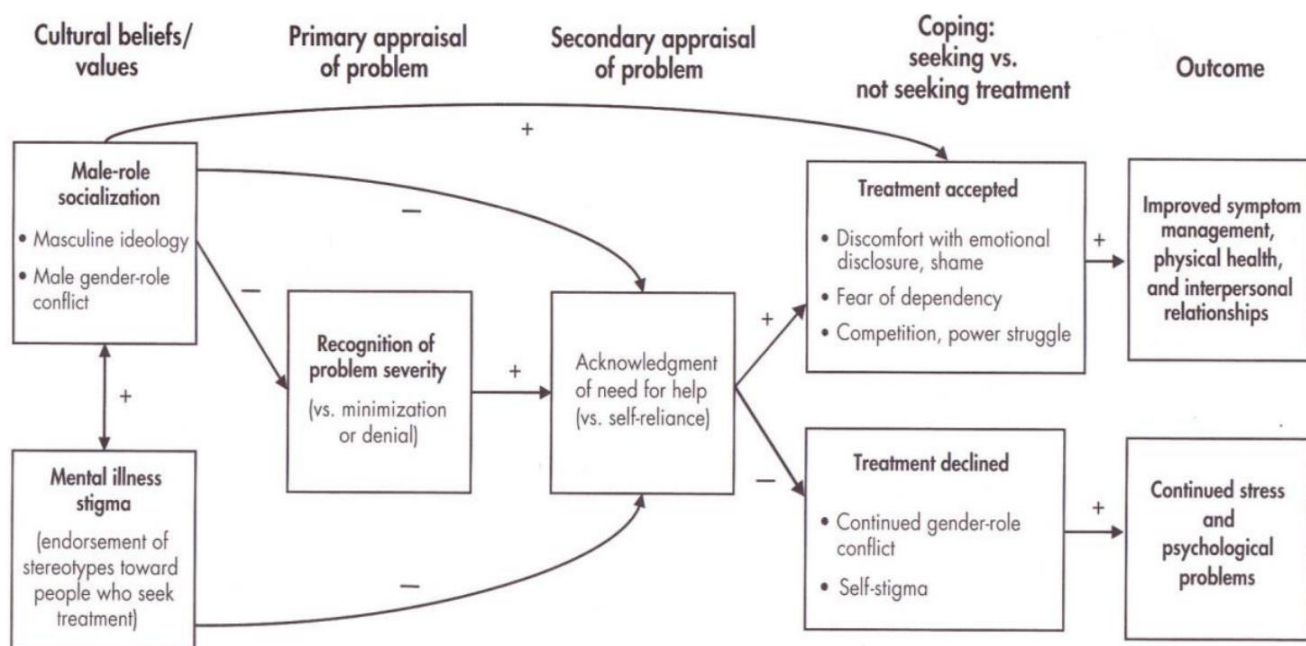 Cultural beliefs/
values
Primary appraisal
of problem
Secondary appraisal
of problem
Coping:
seeking vs.
not seeking treatment
Outcome
+
Male-role
socialization
• Masculine ideology
• Male gender-role
conflict
–
–
+
Mental illness
stigma
(endorsement of
stereotypes toward
people who seek
treatment)
–
Recognition of
problem severity
(vs. minimization
or denial)
+
Acknowledgment
of need for help
(vs. self-reliance)
+
–
Treatment accepted
• Discomfort with emotional
disclosure, shame
• Fear of dependency
• Competition, power struggle
+
Improved symptom
management,
physical health,
and interpersonal
relationships
Treatment declined
• Continued gender-role
conflict
• Self-stigma
+
Continued stress
and
psychological
problems